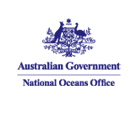 Australian Government
National Oceans Office